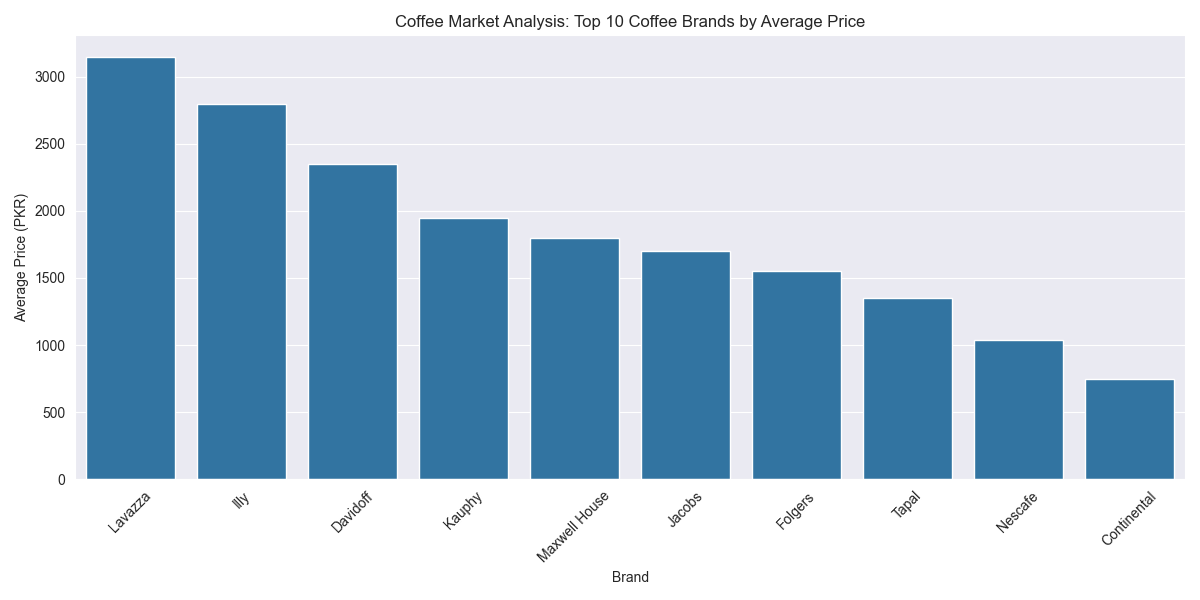 Coffee Market Analysis: Top 10 Coffee Brands by Average Price
Average Price (PKR)
3000
2500
2000
1500
1000
500
0
Lavazza
Illy
Davidoff
Kauphy
Maxwell House
Jacobs
Folgers
Tapal
Nescafe
Continental
Brand